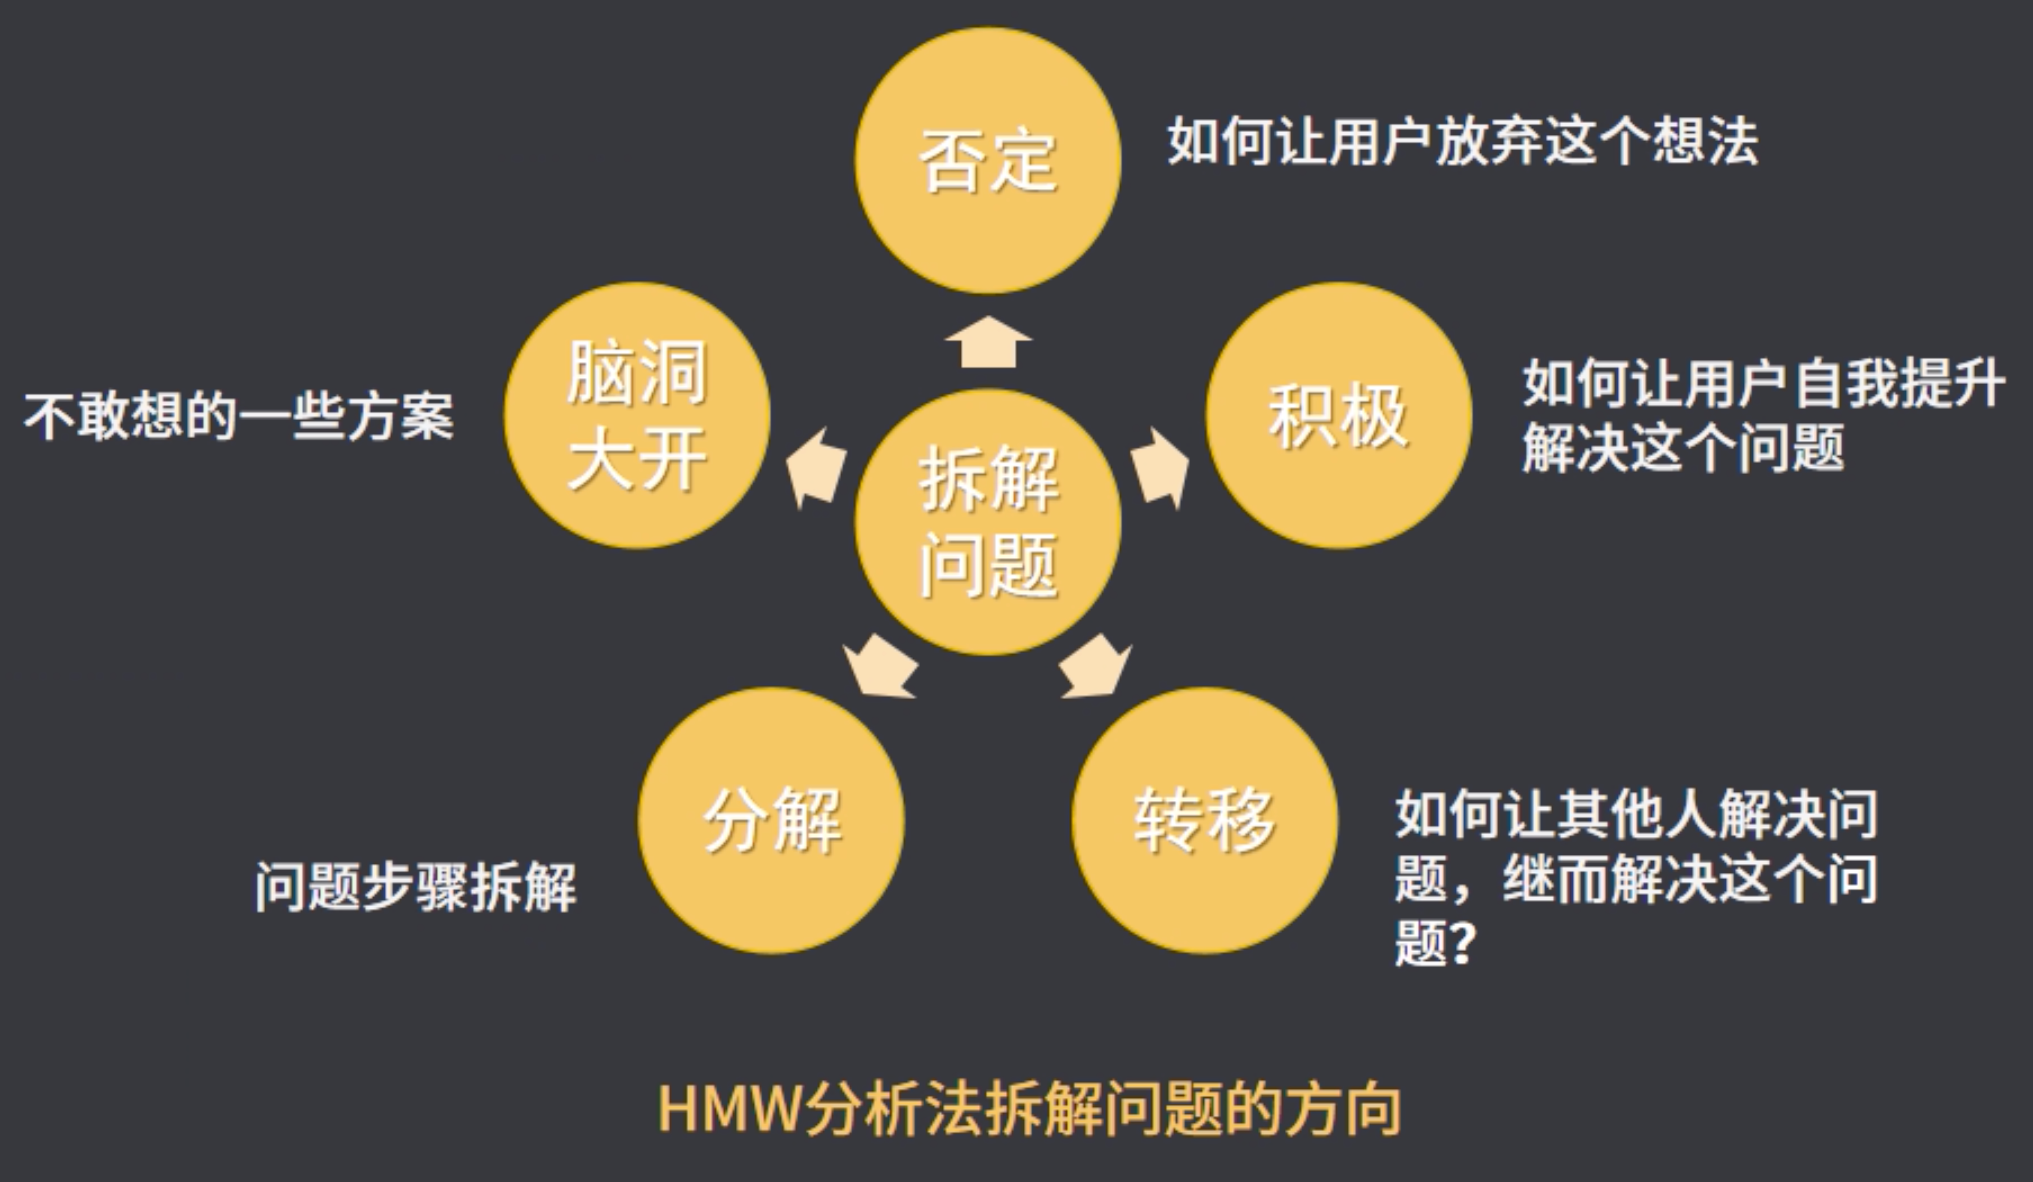 否定
如何让用户放弃这个想法
脑洞
大开
不敢想的一些方案
积极
如何让用户自我提升
解决这个问题
拆解
问题
分解
问题步骤拆解
转移
如何让其他人解决问
题，继而解决这个问
题？
HMW分析法拆解问题的方向